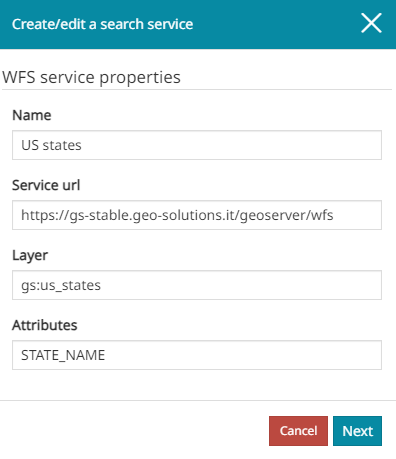 Create/edit a search service
WFS service properties
Name
US states
Service url
https://gs-stable.geo-solutions.it/geoserver/wfs
Layer
gs:us_states
Attributes
STATE_NAME
Cancel Next